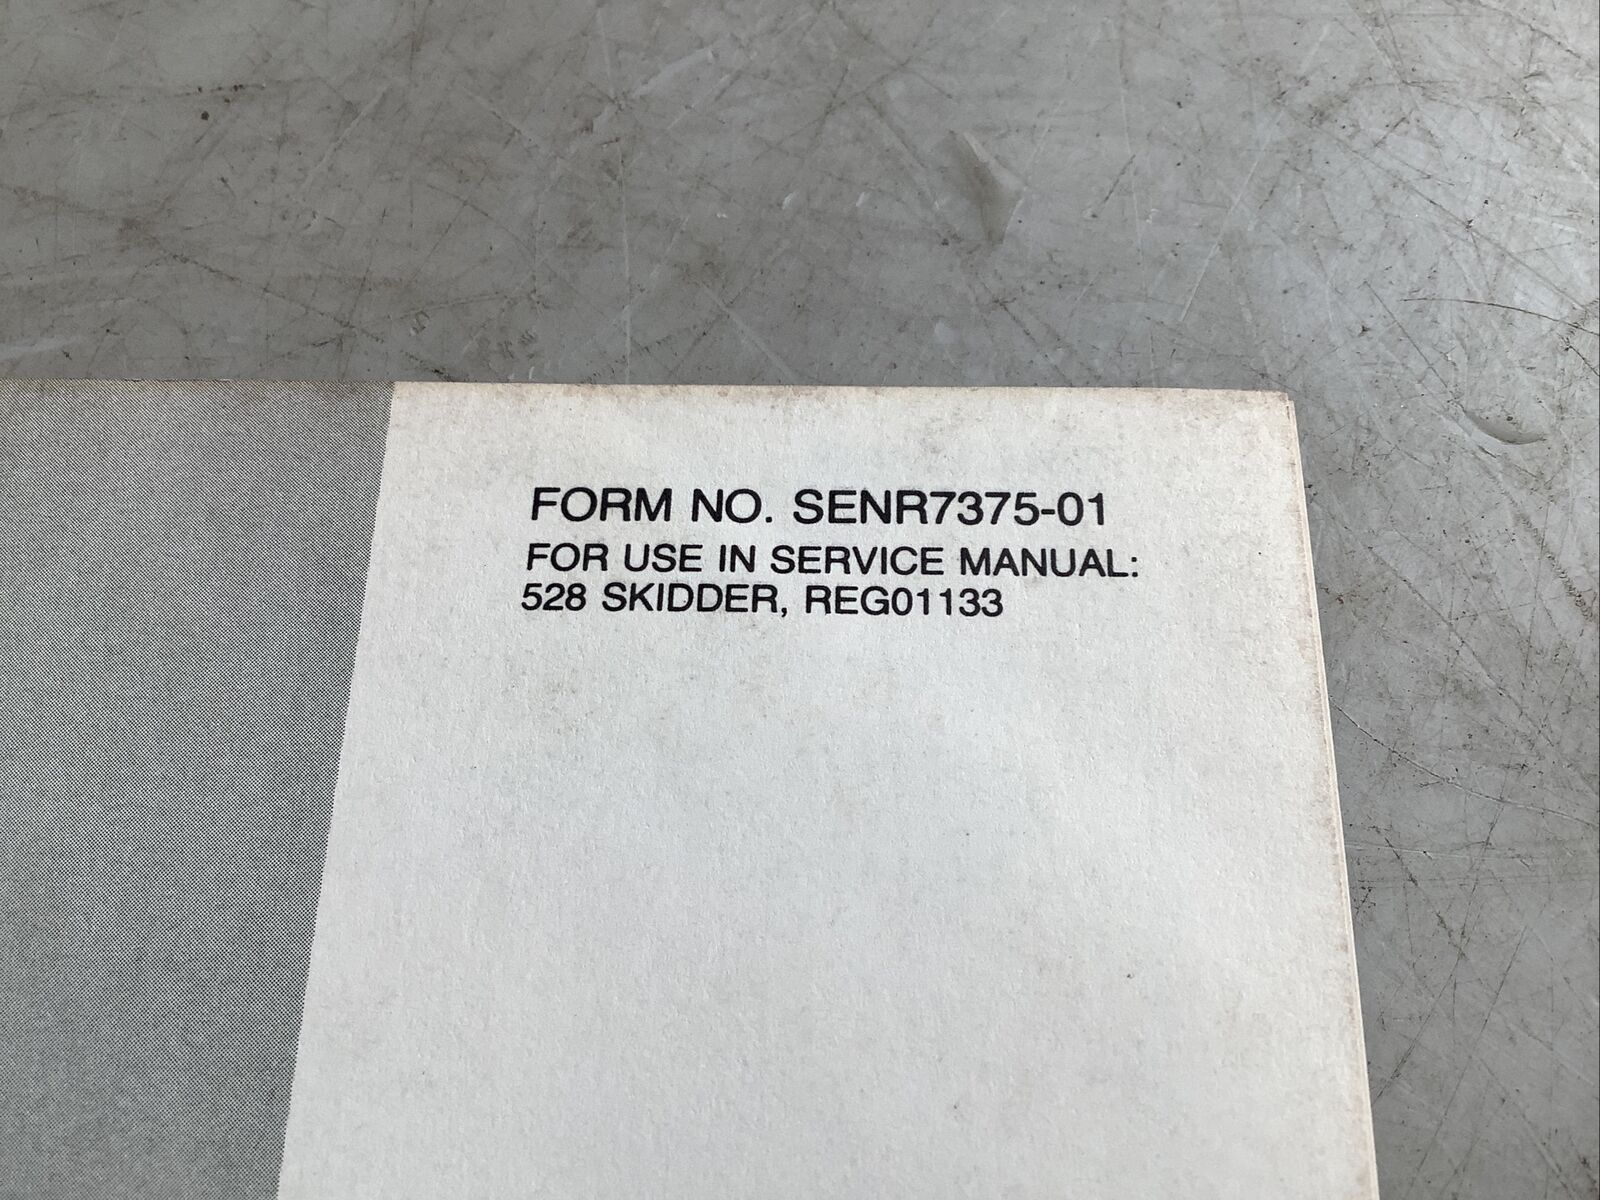 FORM NO. SENR7375-01
FOR USE IN SERVICE MANUAL:
528 SKIDDER, REG01133